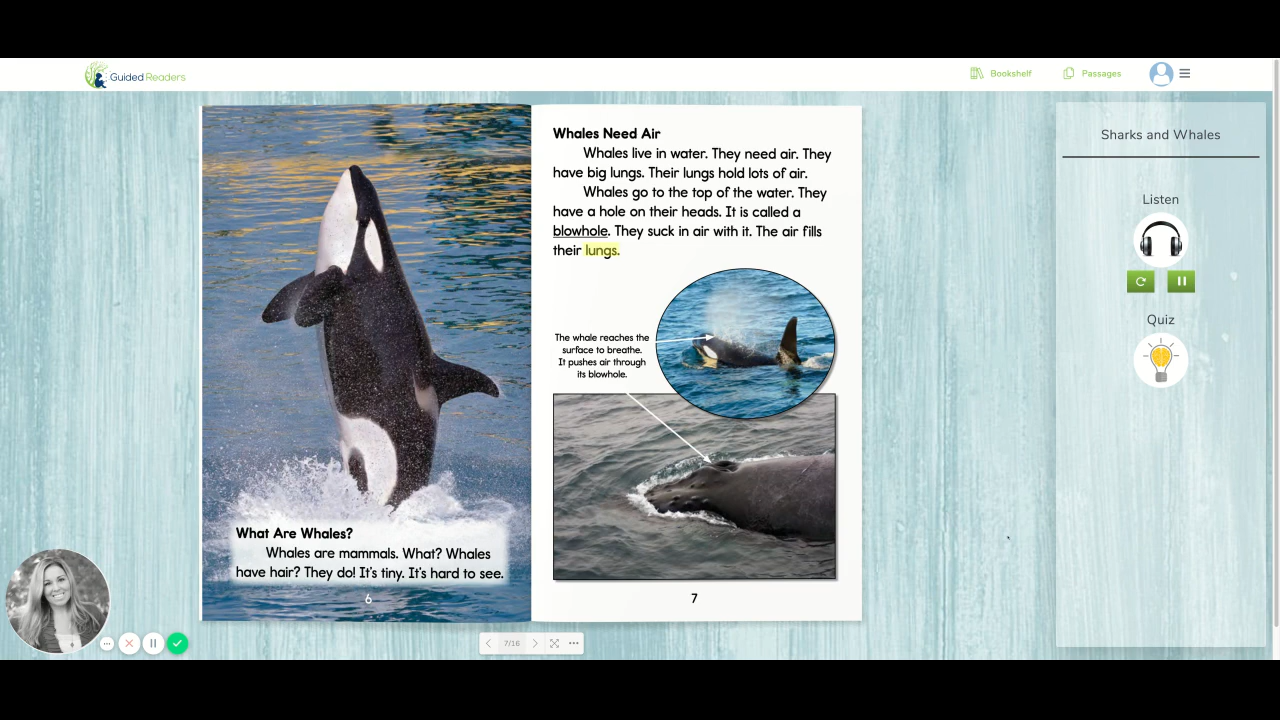 Guided Readers
Bookshelf
Passages
What Are Whales?
Whales are mammals. What? Whales
have hair? They do! It's tiny. It's hard to see.
6
Whales Need Air
Whales live in water. They need air. They
have big lungs. Their lungs hold lots of air.
Whales go to the top of the water. They
have a hole on their heads. It is called a
blowhole. They suck in air with it. The air fills
their lungs.
The whale reaches the
surface to breathe.
It pushes air through
its blowhole.
7
Sharks and Whales
Listen
Quiz
7/16